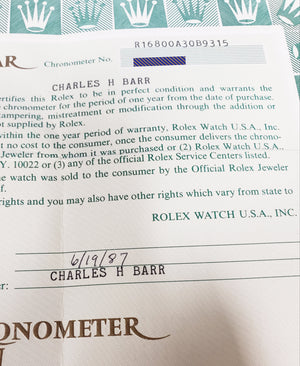 AR
Chronometer No.
R16800A30B9315
CHARLES H BARR
ertifies this Rolex to be in perfect condition and warrants the
chronometer for the period of one year from the date of purchase.
tampering, mistreatment or modification through the addition or
ot supplied by Rolex.
within the one year period of warranty, Rolex Watch U.S.A., Inc.
t no cost to the consumer, once the consumer delivers the chrono-
Jeweler from whom it was purchased or (2) Rolex Watch U.S.A.,
Y. 10022 or (3) any of the official Rolex Service Centers listed.
he watch was sold to the consumer by the Official Rolex Jeweler
f.
rights and you may also have other rights which vary from state to
ROLEX WATCH U.S.A., INC.
6/19/87
CHARLES H BARR
er:
RONOMETER